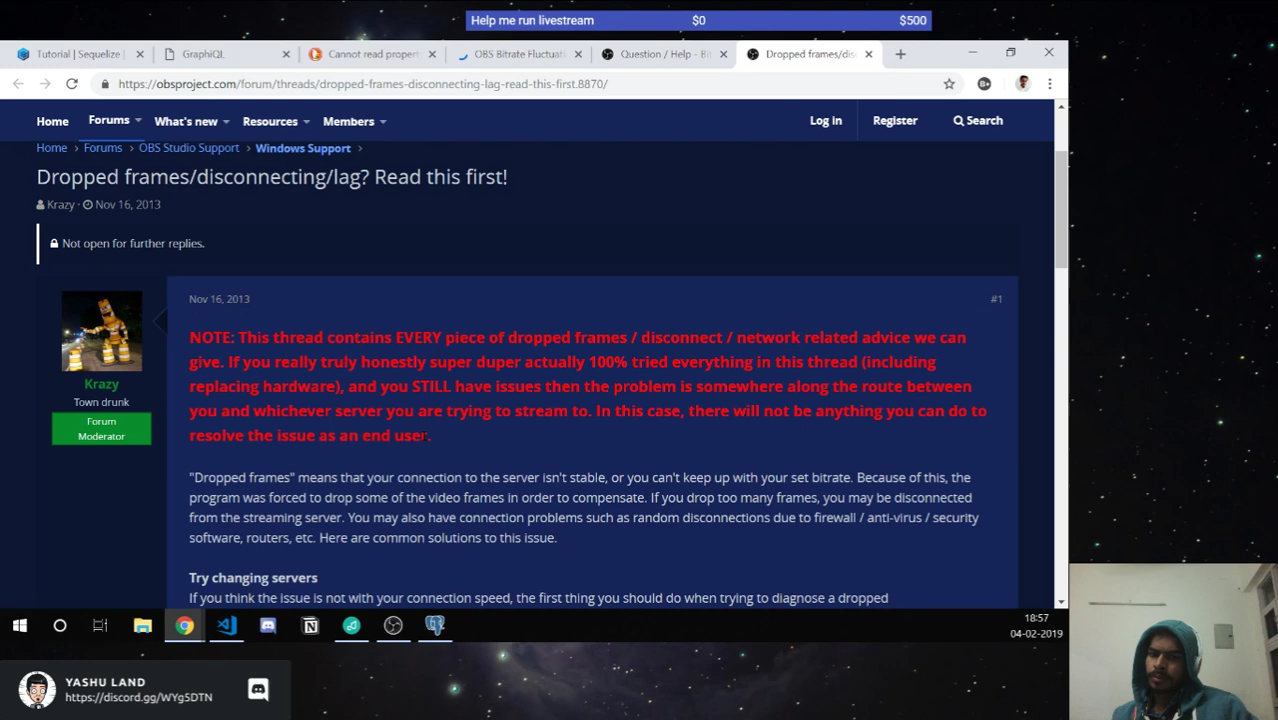 Help me run livestream $0 $500
Tutorial | Sequelize | GraphiQL Cannot read propert OBS Bitrate Fluctuati Question / Help - Bit Dropped frames/dis
https://obsproject.com/forum/threads/dropped-frames-disconnecting-lag-read-this-first.8870/
Home Forums What's new Resources Members Log in Register Search
Home > Forums > OBS Studio Support > Windows Support >
Dropped frames/disconnecting/lag? Read this first!
Krazy Nov 16, 2013
Not open for further replies.
Nov 16, 2013 #1
NOTE: This thread contains EVERY piece of dropped frames / disconnect / network related advice we can
give. If you really truly honestly super duper actually 100% tried everything in this thread (including
replacing hardware), and you STILL have issues then the problem is somewhere along the route between
you and whichever server you are trying to stream to. In this case, there will not be anything you can do to
resolve the issue as an end user.
Krazy
Town drunk
Forum
Moderator
"Dropped frames" means that your connection to the server isn't stable, or you can't keep up with your set bitrate. Because of this, the
program was forced to drop some of the video frames in order to compensate. If you drop too many frames, you may be disconnected
from the streaming server. You may also have connection problems such as random disconnections due to firewall / anti-virus / security
software, routers, etc. Here are common solutions to this issue.
Try changing servers
If you think the issue is not with your connection speed, the first thing you should do when trying to diagnose a dropped
18:57
04-02-2019
YASHU LAND
https://discord.gg/WYg5DTN